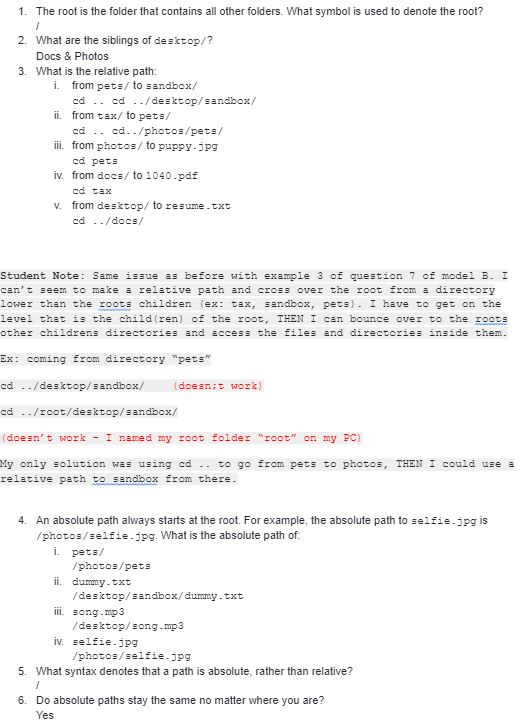 1. The root is the folder that contains all other folders. What symbol is used to denote the root?
/
2. What are the siblings of desktop/?
Docs & Photos
3. What is the relative path:
i. from pets/ to sandbox/
cd .. cd ../desktop/sandbox/
ii. from tax/ to pets/
cd .. cd../photos/pets/
iii. from photos/ to puppy.jpg
cd pets
iv. from docs/ to 1040.pdf
cd tax
v. from desktop/ to resume.txt
cd ../docs/
Student Note: Same issue as before with example 3 of question 7 of model B. I
can't seem to make a relative path and cross over the root from a directory
lower than the roots children (ex: tax, sandbox, pets). I have to get on the
level that is the child(ren) of the root, THEN I can bounce over to the roots
other childrens directories and access the files and directories inside them.
Ex: coming from directory "pets"
cd ../desktop/sandbox/ (doesn;t work)
cd ../root/desktop/sandbox/
(doesn't work - I named my root folder "root" on my PC)
My only solution was using cd .. to go from pets to photos, THEN I could use a
relative path to sandbox from there.
4. An absolute path always starts at the root. For example, the absolute path to selfie.jpg is
/photos/selfie.jpg. What is the absolute path of:
i. pets/
/photos/pets
ii. dummy.txt
/desktop/sandbox/dummy.txt
iii. song.mp3
/desktop/song.mp3
iv. selfie.jpg
/photos/selfie.jpg
5. What syntax denotes that a path is absolute, rather than relative?
/
6. Do absolute paths stay the same no matter where you are?
Yes